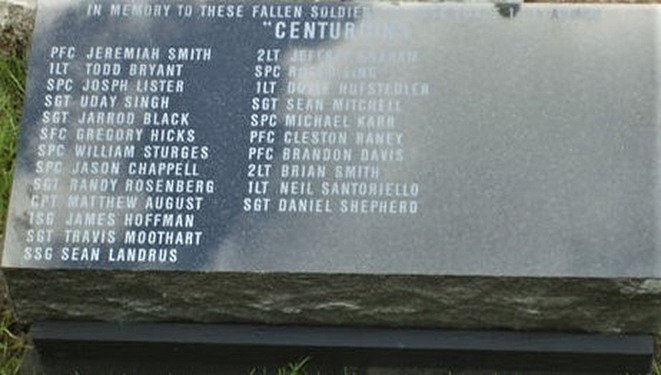 IN MEMORY TO THESE FALLEN SOLDIERS
"CENTURIONS
PFC JEREMIAH SMITH
1LT TODD BRYANT
SPC JOSPH LISTER
SGT UDAY SINGH
SGT JARROD BLACK
SFC GREGORY HICKS
SPC WILLIAM STURGES
SPC JASON CHAPPELL
SGT RANDY ROSENBERG
CPT MATTHEW AUGUST
1SG JAMES HOFFMAN
SGT TRAVIS MOOTHART
SSG SEAN LANDRUS
2LT
SPC
1LT HUFSTEDLER
SGT SEAN MITCHELL
SPC MICHAEL KARR
PFC CLESTON RANEY
PFC BRANDON DAVIS
2LT BRIAN SMITH
1LT NEIL SANTORIELLO
SGT DANIEL SHEPHERD